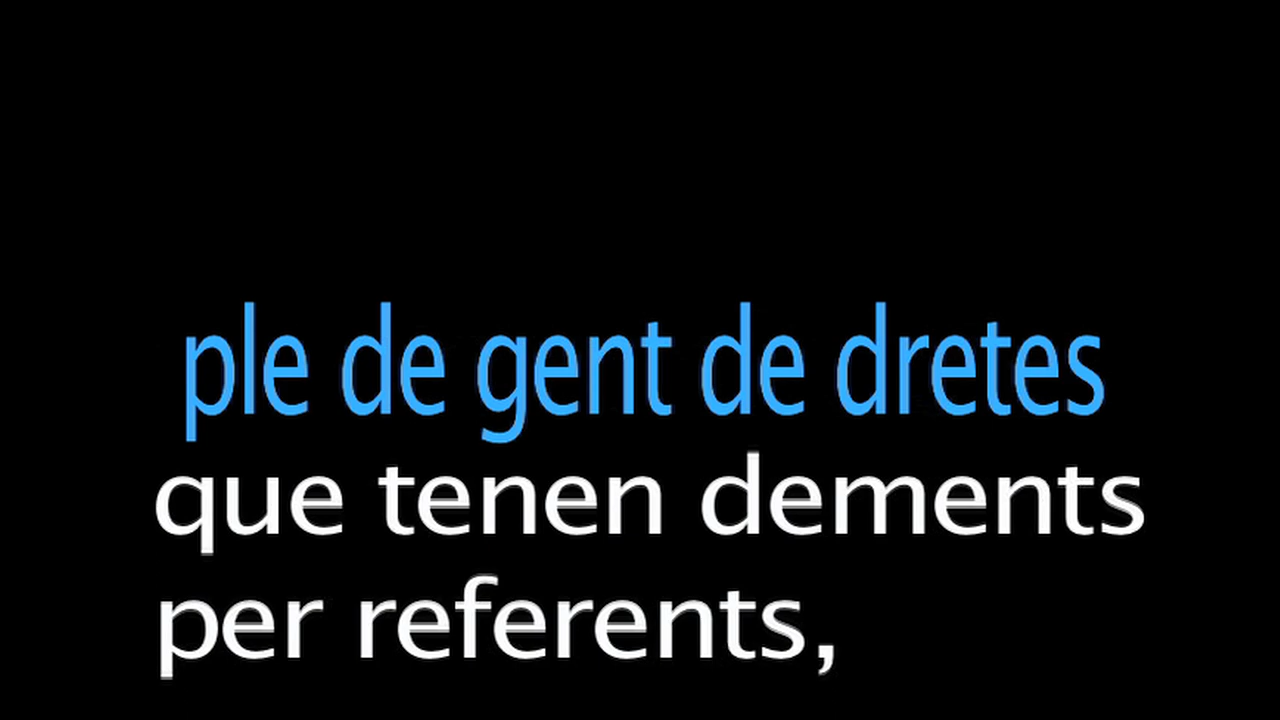 ple de gent de dretes
que tenen dements
per referents,